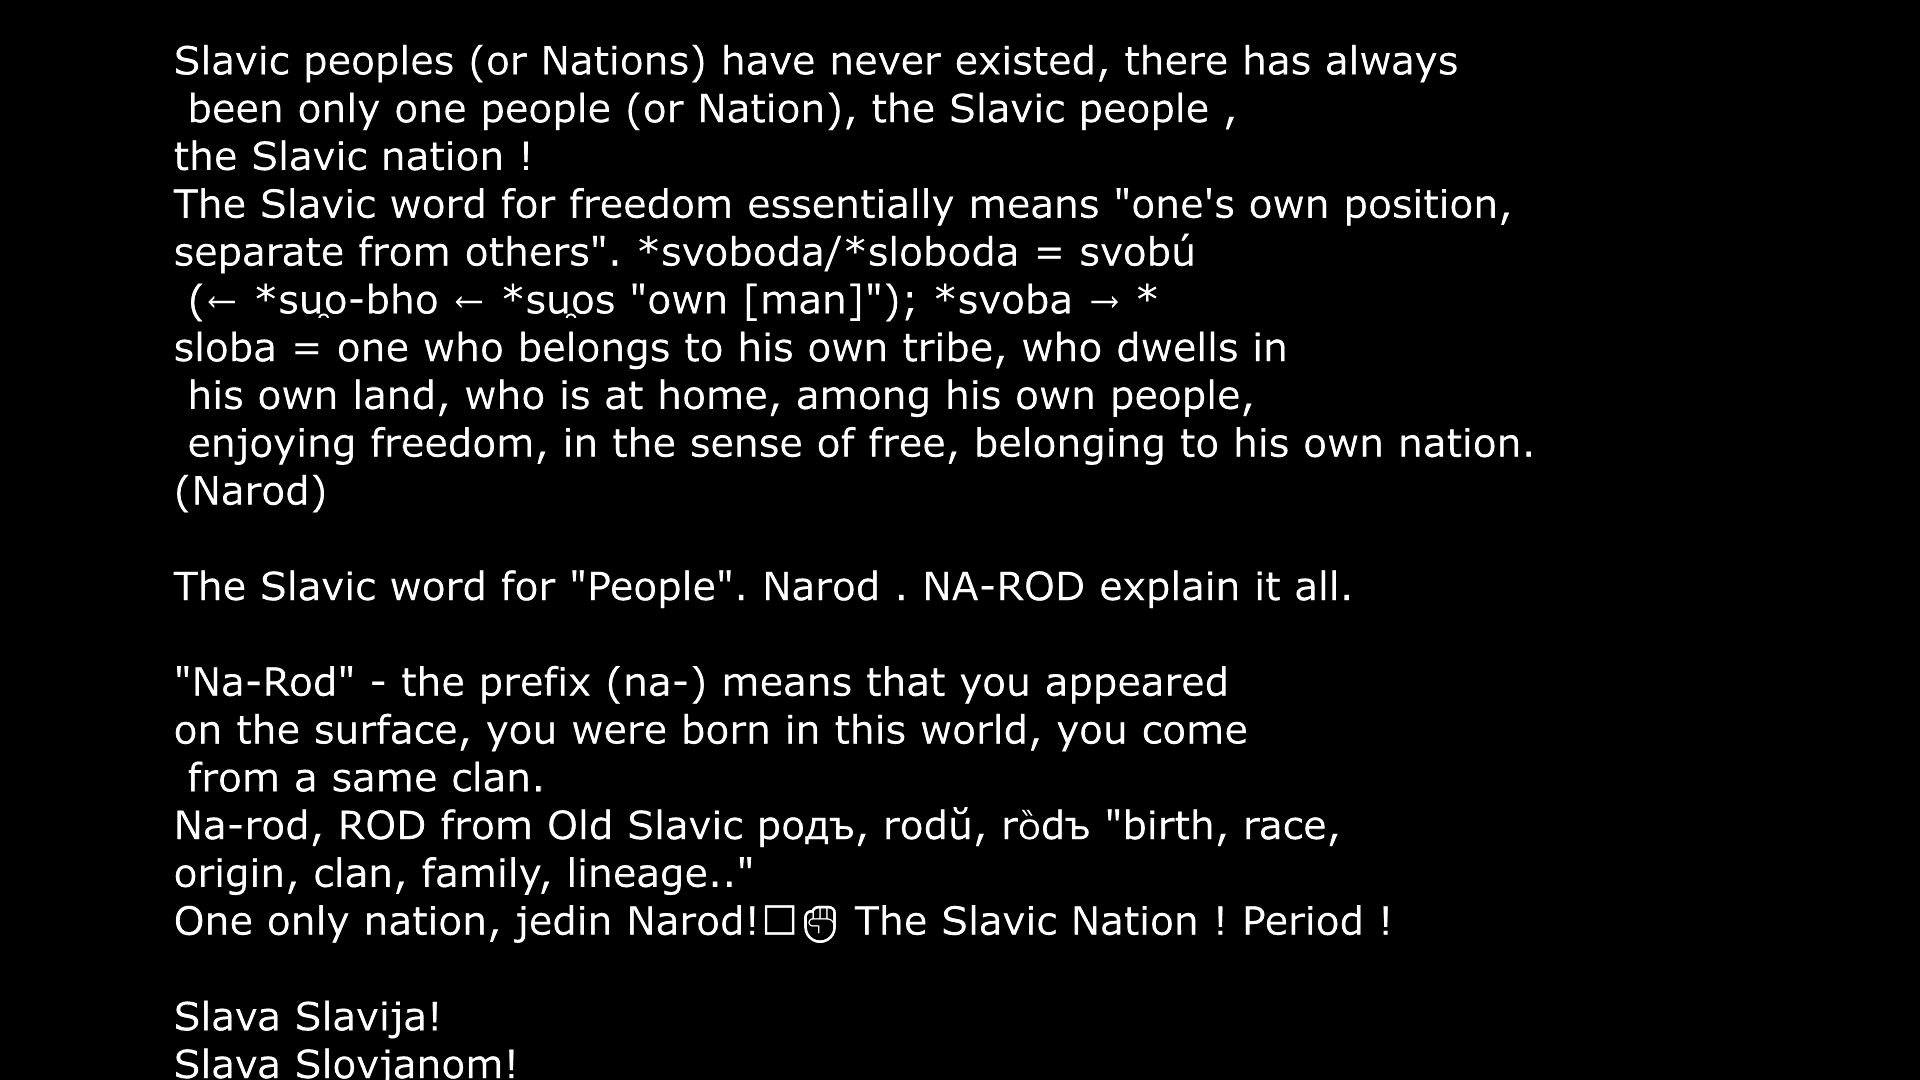 Slavic peoples (or Nations) have never existed, there has always
been only one people (or Nation), the Slavic people ,
the Slavic nation !
The Slavic word for freedom essentially means "one's own position,
separate from others". *svoboda/*sloboda = svobú
(← *su̯o-bho ← *su̯os "own [man]"); *svoba → *
sloba = one who belongs to his own tribe, who dwells in
his own land, who is at home, among his own people,
enjoying freedom, in the sense of free, belonging to his own nation.
(Narod)
The Slavic word for "People". Narod . NA-ROD explain it all.
"Na-Rod" - the prefix (na-) means that you appeared
on the surface, you were born in this world, you come
from a same clan.
Na-rod, ROD from Old Slavic родъ, rodŭ, rȍdъ "birth, race,
origin, clan, family, lineage.."
One only nation, jedin Narod!□✊ The Slavic Nation ! Period !
Slava Slavija!
Slava Slovjanom!